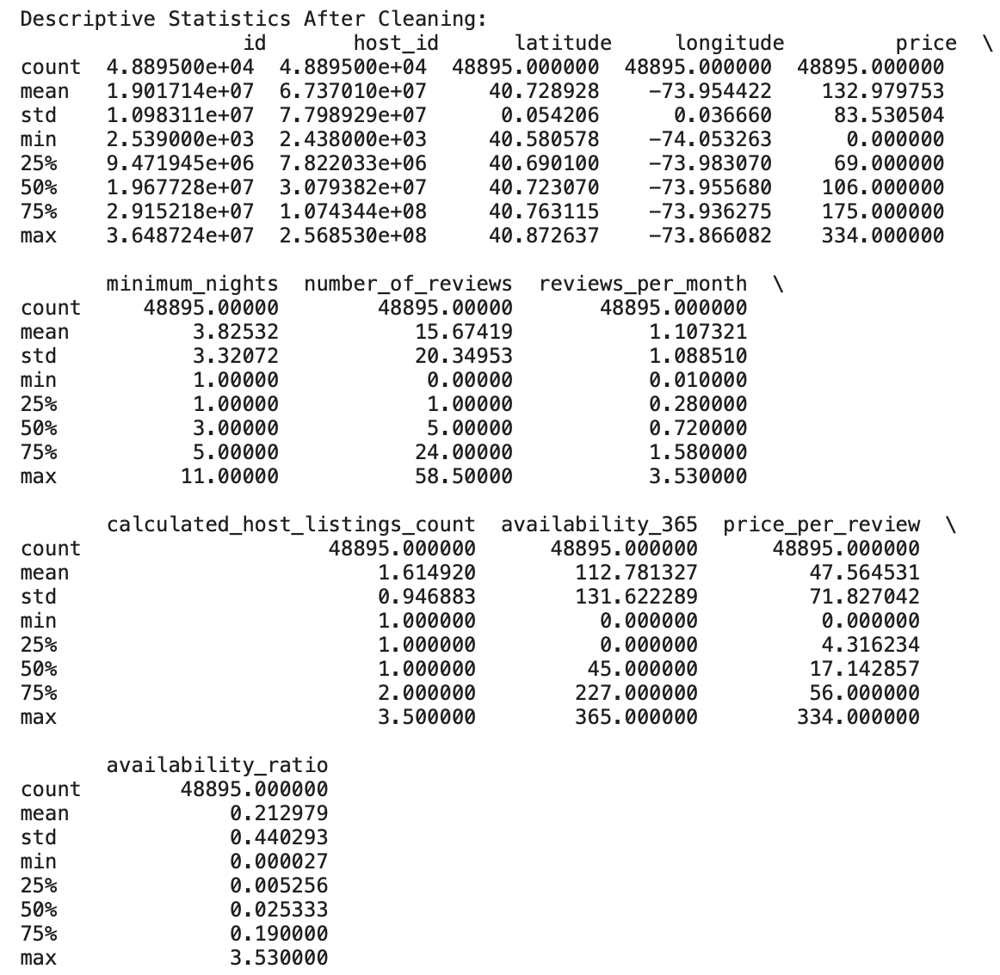 Descriptive Statistics After Cleaning:
                 id       host_id      latitude     longitude         price  \
count  4.889500e+04  4.889500e+04  48895.000000  48895.000000  48895.000000
mean   1.901714e+07  6.737010e+07     40.728928    -73.954422    132.979753
std    1.098311e+07  7.798929e+07      0.054206      0.036660     83.530504
min    2.539000e+03  2.438000e+03     40.580578    -74.053263      0.000000
25%    9.471945e+06  7.822033e+06     40.690100    -73.983070     69.000000
50%    1.967728e+07  3.079382e+07     40.723070    -73.955680    106.000000
75%    2.915218e+07  1.074344e+08     40.763115    -73.936275    175.000000
max    3.648724e+07  2.568530e+08     40.872637    -73.866082    334.000000

       minimum_nights  number_of_reviews  reviews_per_month  \
count     48895.00000        48895.00000       48895.000000
mean          3.82532           15.67419           1.107321
std           3.32072           20.34953           1.088510
min           1.00000            0.00000           0.010000
25%           1.00000            1.00000           0.280000
50%           3.00000            5.00000           0.720000
75%           5.00000           24.00000           1.580000
max          11.00000           58.50000           3.530000

       calculated_host_listings_count  availability_365  price_per_review  \
count                    48895.000000      48895.000000      48895.000000
mean                         1.614920        112.781327         47.564531
std                          0.946883        131.622289         71.827042
min                          1.000000          0.000000          0.000000
25%                          1.000000          0.000000          4.316234
50%                          1.000000         45.000000         17.142857
75%                          2.000000        227.000000         56.000000
max                          3.500000        365.000000        334.000000

       availability_ratio
count        48895.000000
mean             0.212979
std              0.440293
min              0.000027
25%              0.005256
50%              0.025333
75%              0.190000
max              3.530000